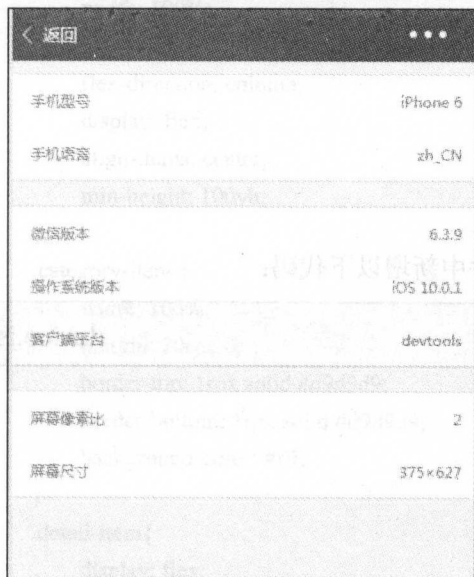 返回
手机型号 iPhone 6
手机语言 zh_CN
微信版本 6.3.9
操作系统版本 iOS 10.0.1
客户端平台 devtools
屏幕像素比 2
屏幕尺寸 375×627